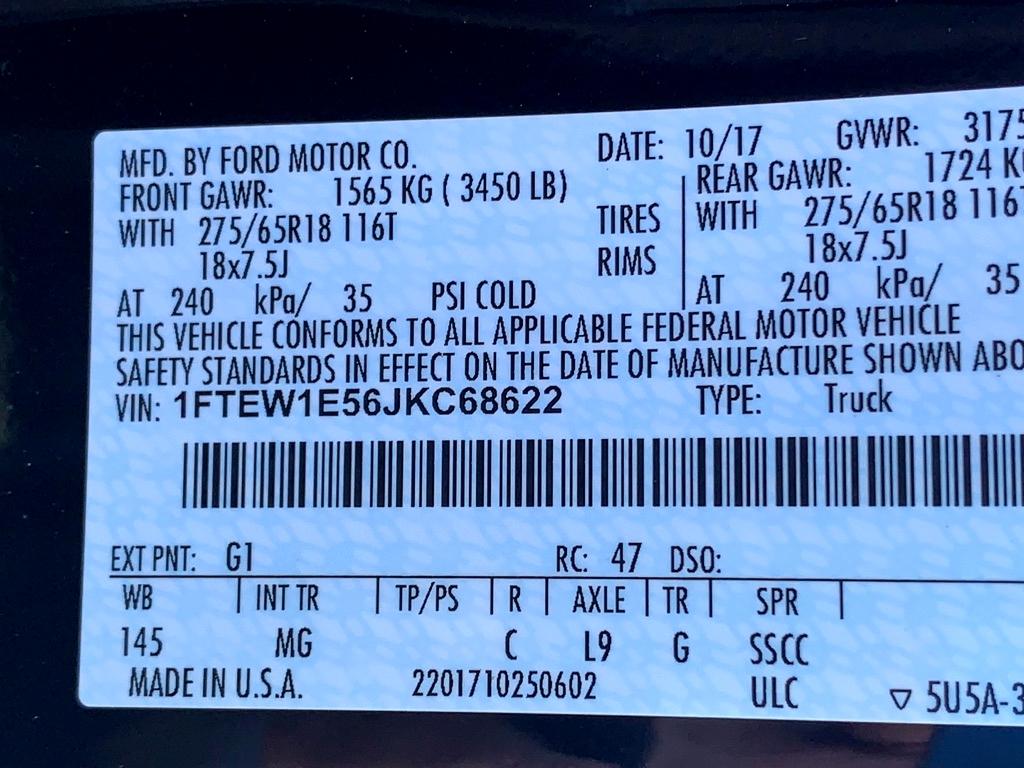 MFD. BY FORD MOTOR CO. DATE: 10/17 GVWR: 3175
FRONT GAWR: 1565 KG ( 3450 LB) REAR GAWR: 1724 K
WITH 275/65R18 116T TIRES WITH 275/65R18 116T
18x7.5J RIMS 18x7.5J
AT 240 kPa/ 35 PSI COLD AT 240 kPa/ 35
THIS VEHICLE CONFORMS TO ALL APPLICABLE FEDERAL MOTOR VEHICLE
SAFETY STANDARDS IN EFFECT ON THE DATE OF MANUFACTURE SHOWN ABO
VIN: 1FTEW1E56JKC68622 TYPE: Truck
EXT PNT: G1 RC: 47 DSO:
WB INT TR TP/PS R AXLE TR SPR
145 MG C L9 G SSCC
MADE IN U.S.A. 2201710250602 ULC ▽ 5U5A-3